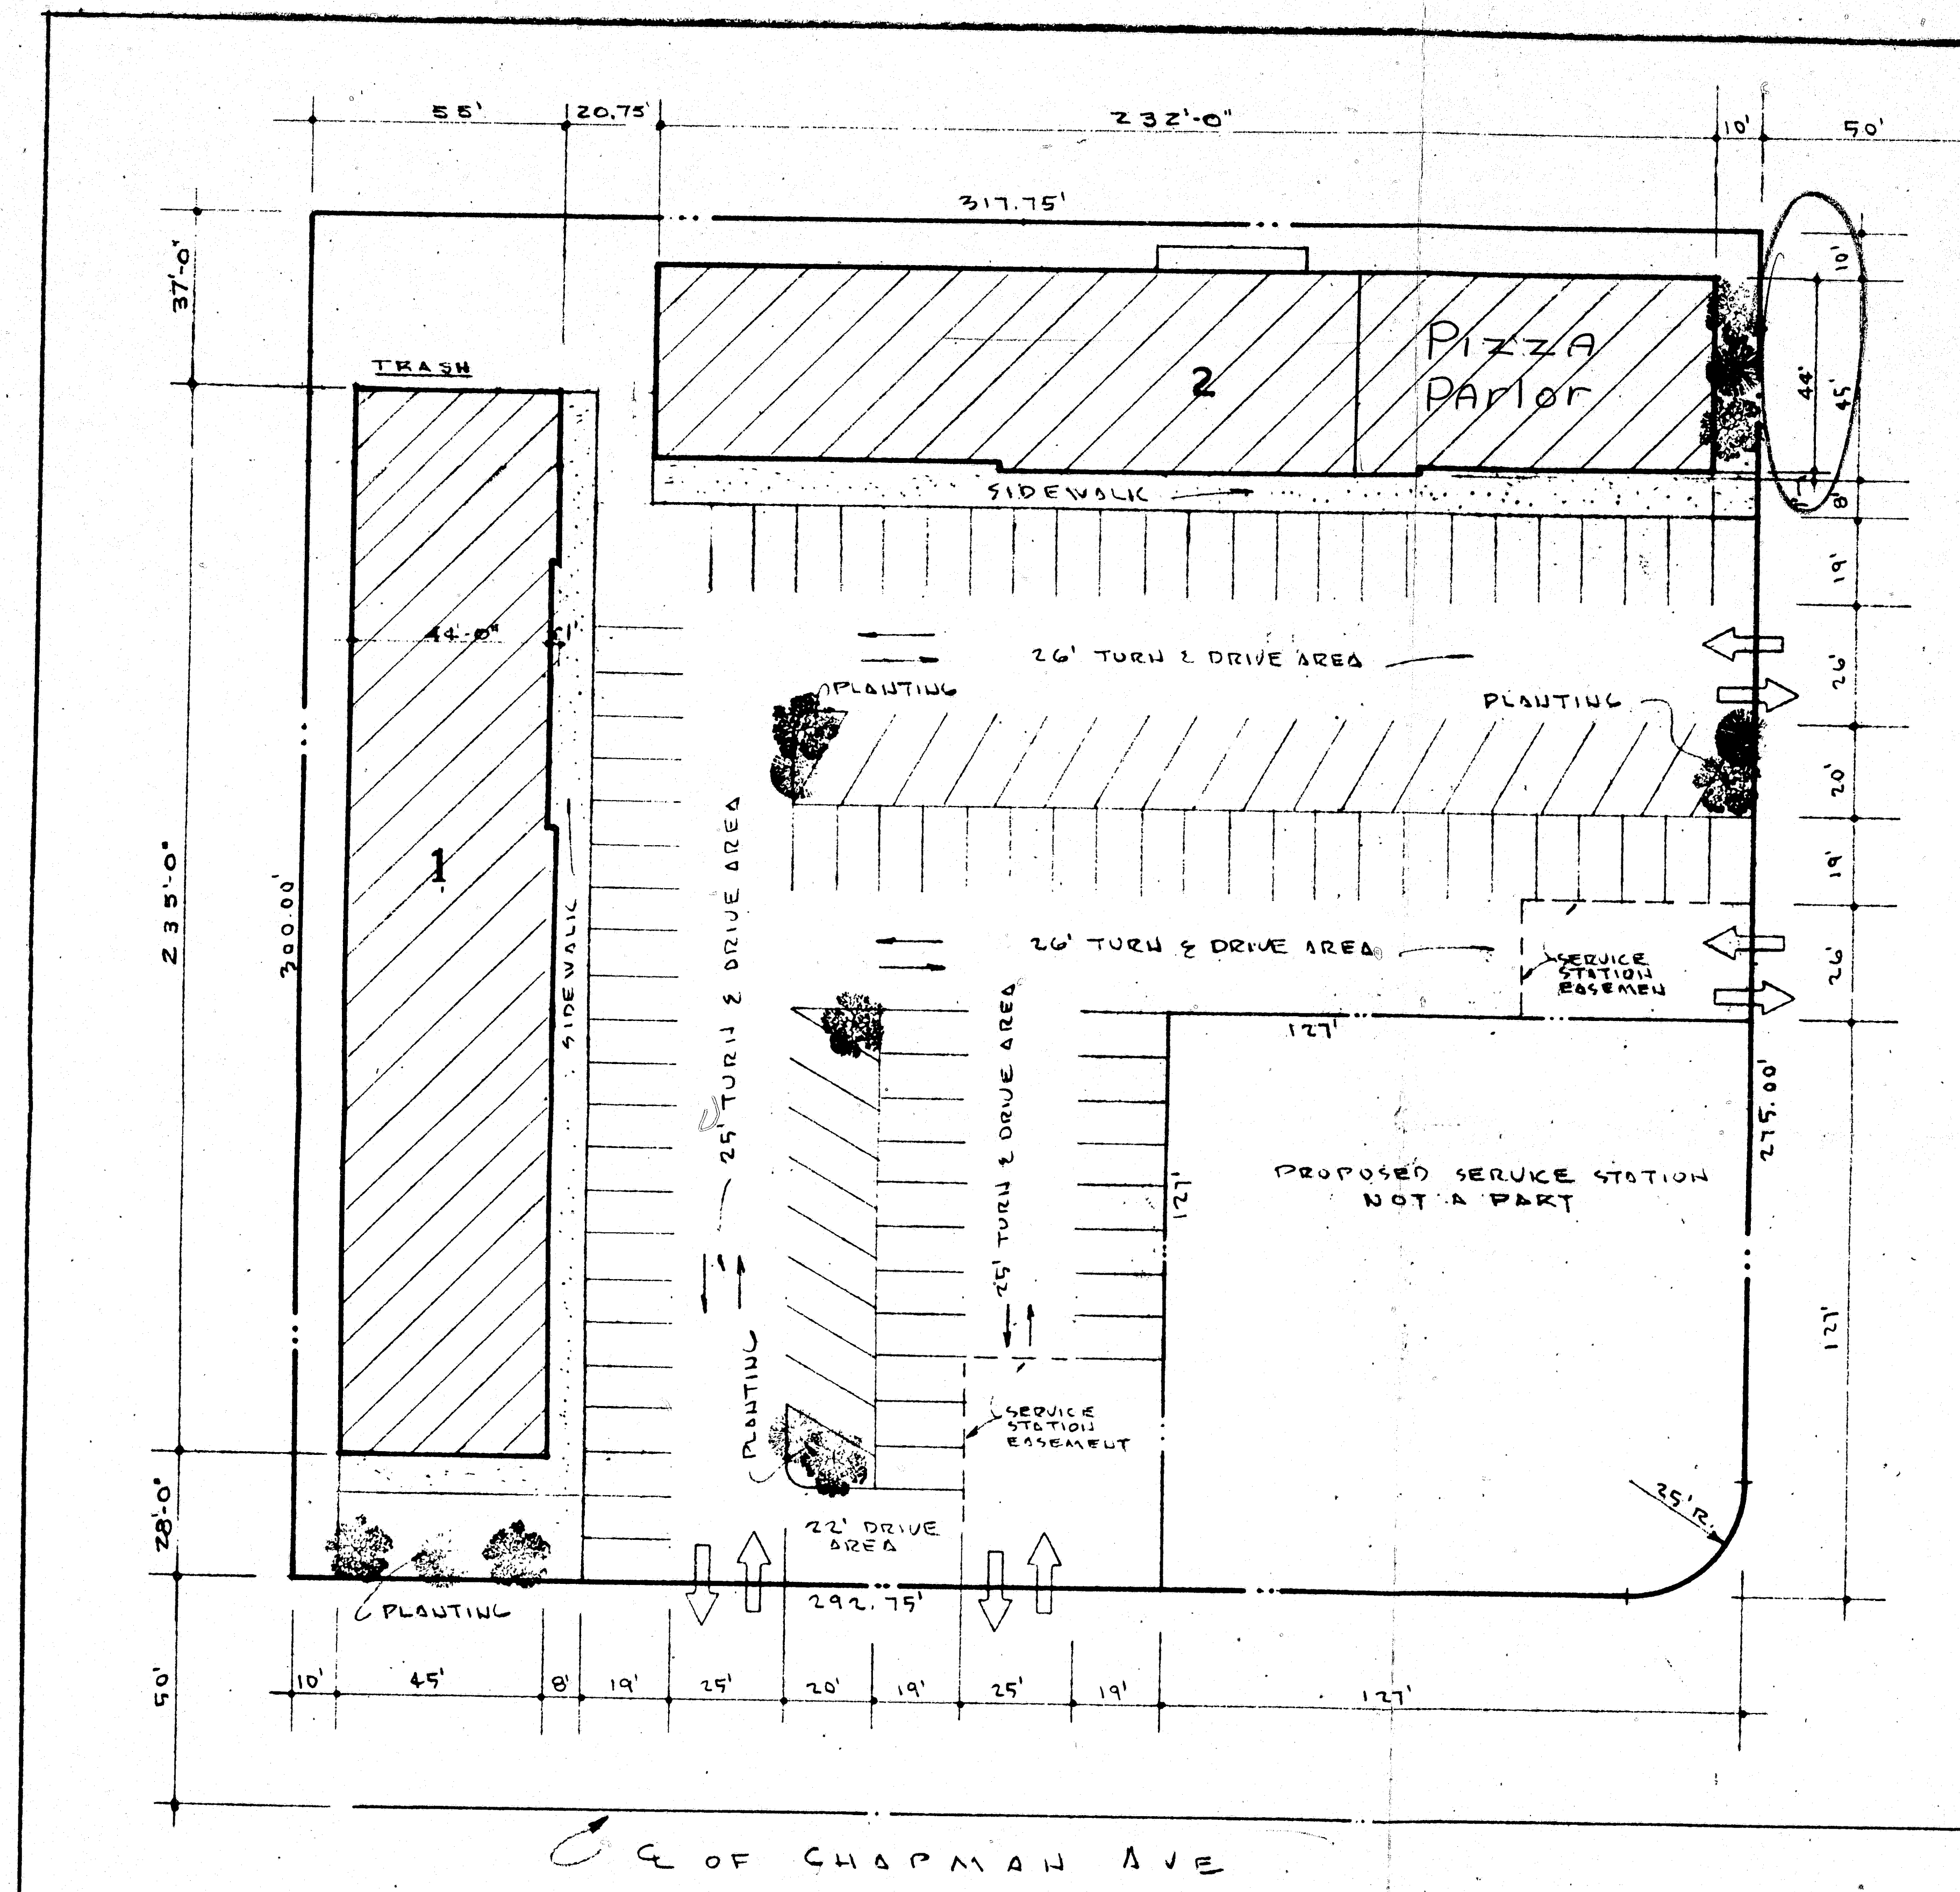 55'
20.75'
232'-0"
10'
50'
317.75'
37'-0"
TRASH
10'
44'
45'
1'
8'
2
PIZZA
PArlor
SIDEWALK
19'
44'-0"
1'
26' TURN & DRIVE AREA
26'
PLANTING
PLANTING
20'
235'-0"
300.00'
1
SIDEWALK
25' TURN & DRIVE AREA
19'
26' TURN & DRIVE AREA
SERVICE
STATION
EASEMEN
26'
127'
25' TURN & DRIVE AREA
275.00'
127'
PROPOSED SERVICE STATION
NOT A PART
127'
PLANTING
SERVICE
STATION
EASEMENT
25' R.
28'-0"
22' DRIVE
AREA
292.75'
PLANTING
50'
10'
45'
8'
19'
25'
20'
19'
25'
19'
127'
℄ OF CHAPMAN AVE